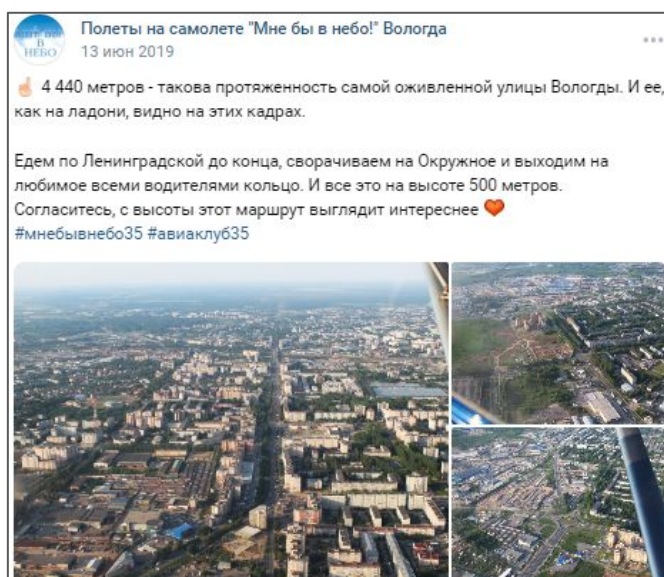 Полеты на самолете "Мне бы в небо!" Вологда
13 июн 2019
В
НЕБО
☝ 4 440 метров - такова протяженность самой оживленной улицы Вологды. И ее,
как на ладони, видно на этих кадрах.
Едем по Ленинградской до конца, сворачиваем на Окружное и выходим на
любимое всеми водителями кольцо. И все это на высоте 500 метров.
Согласитесь, с высоты этот маршрут выглядит интереснее ❤
#мнебывнебо35 #авиаклуб35